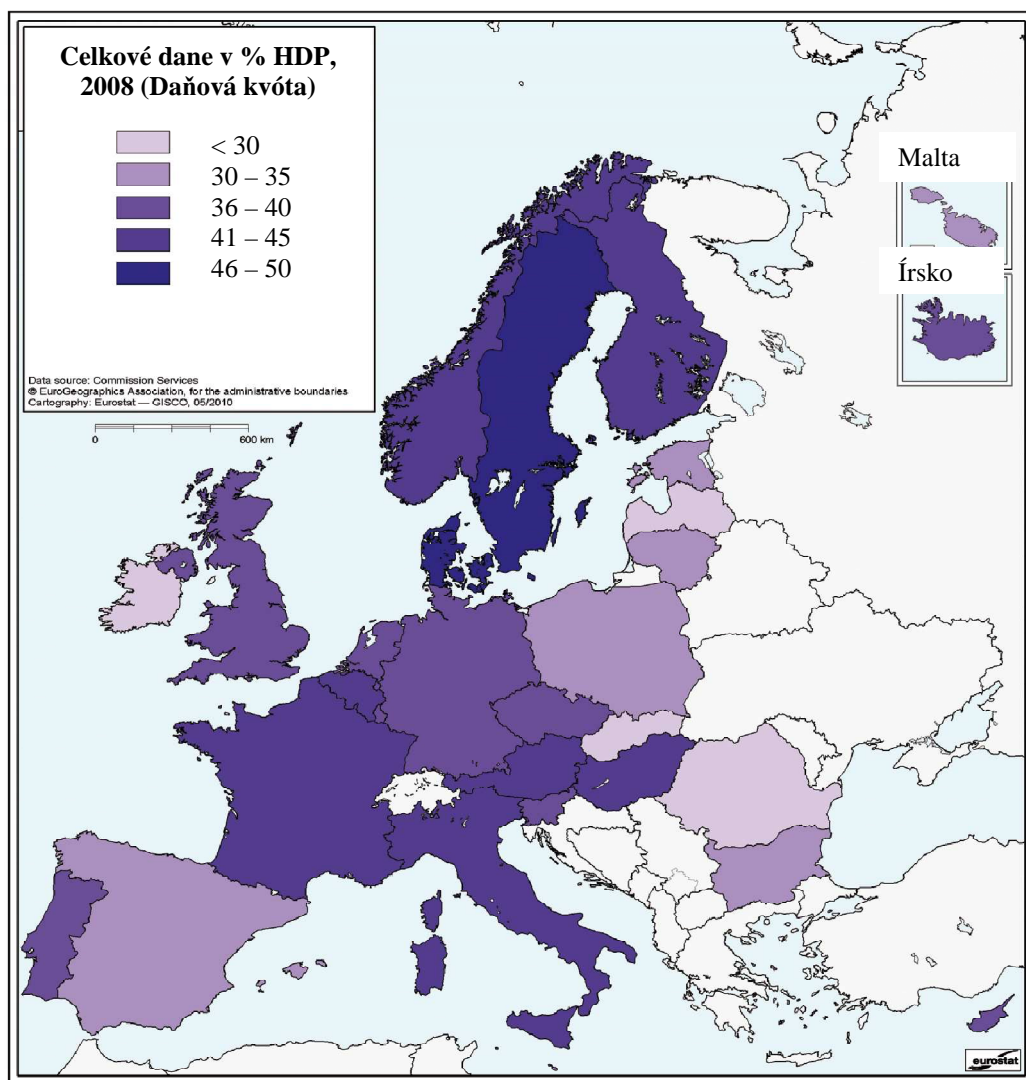 Celkové dane v % HDP,
2008 (Daňová kvóta)
< 30
30 – 35
36 – 40
41 – 45
46 – 50
Data source: Commission Services
© EuroGeographics Association, for the administrative boundaries
Cartography: Eurostat — GISCO, 05/2010
0 600 km
Malta
Írsko
eurostat